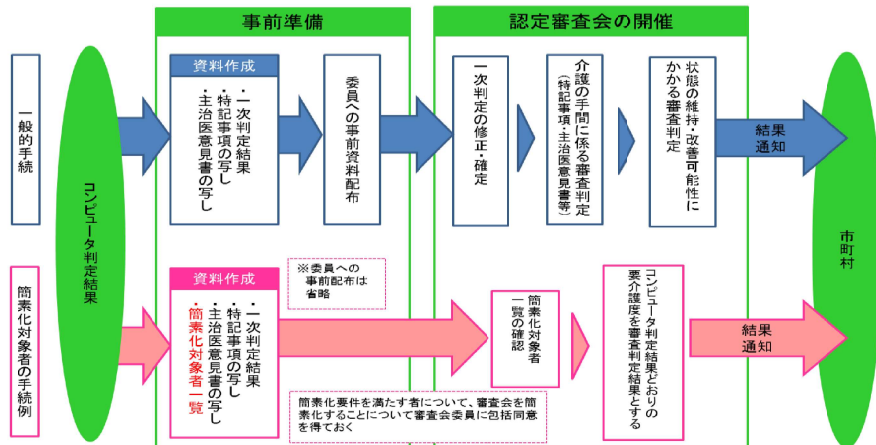 事前準備
認定審査会の開催
一般的手続
コンピュータ判定結果
資料作成
・一次判定結果
・特記事項の写し
・主治医意見書の写し
委員への事前資料配布
一次判定の修正・確定
介護の手間に係る審査判定
(特記事項・主治医意見書等)
状態の維持・改善可能性に
かかる審査判定
結果
通知
市町村
簡素化対象者の手続例
資料作成
・一次判定結果
・特記事項の写し
・主治医意見書の写し
・簡素化対象者一覧
※委員への
事前配布は
省略
簡素化対象者
一覧の確認
コンピュータ判定結果どおりの
要介護度を審査判定結果とする
結果
通知
簡素化要件を満たす者について、審査会を簡
素化することについて審査会委員に包括同意
を得ておく